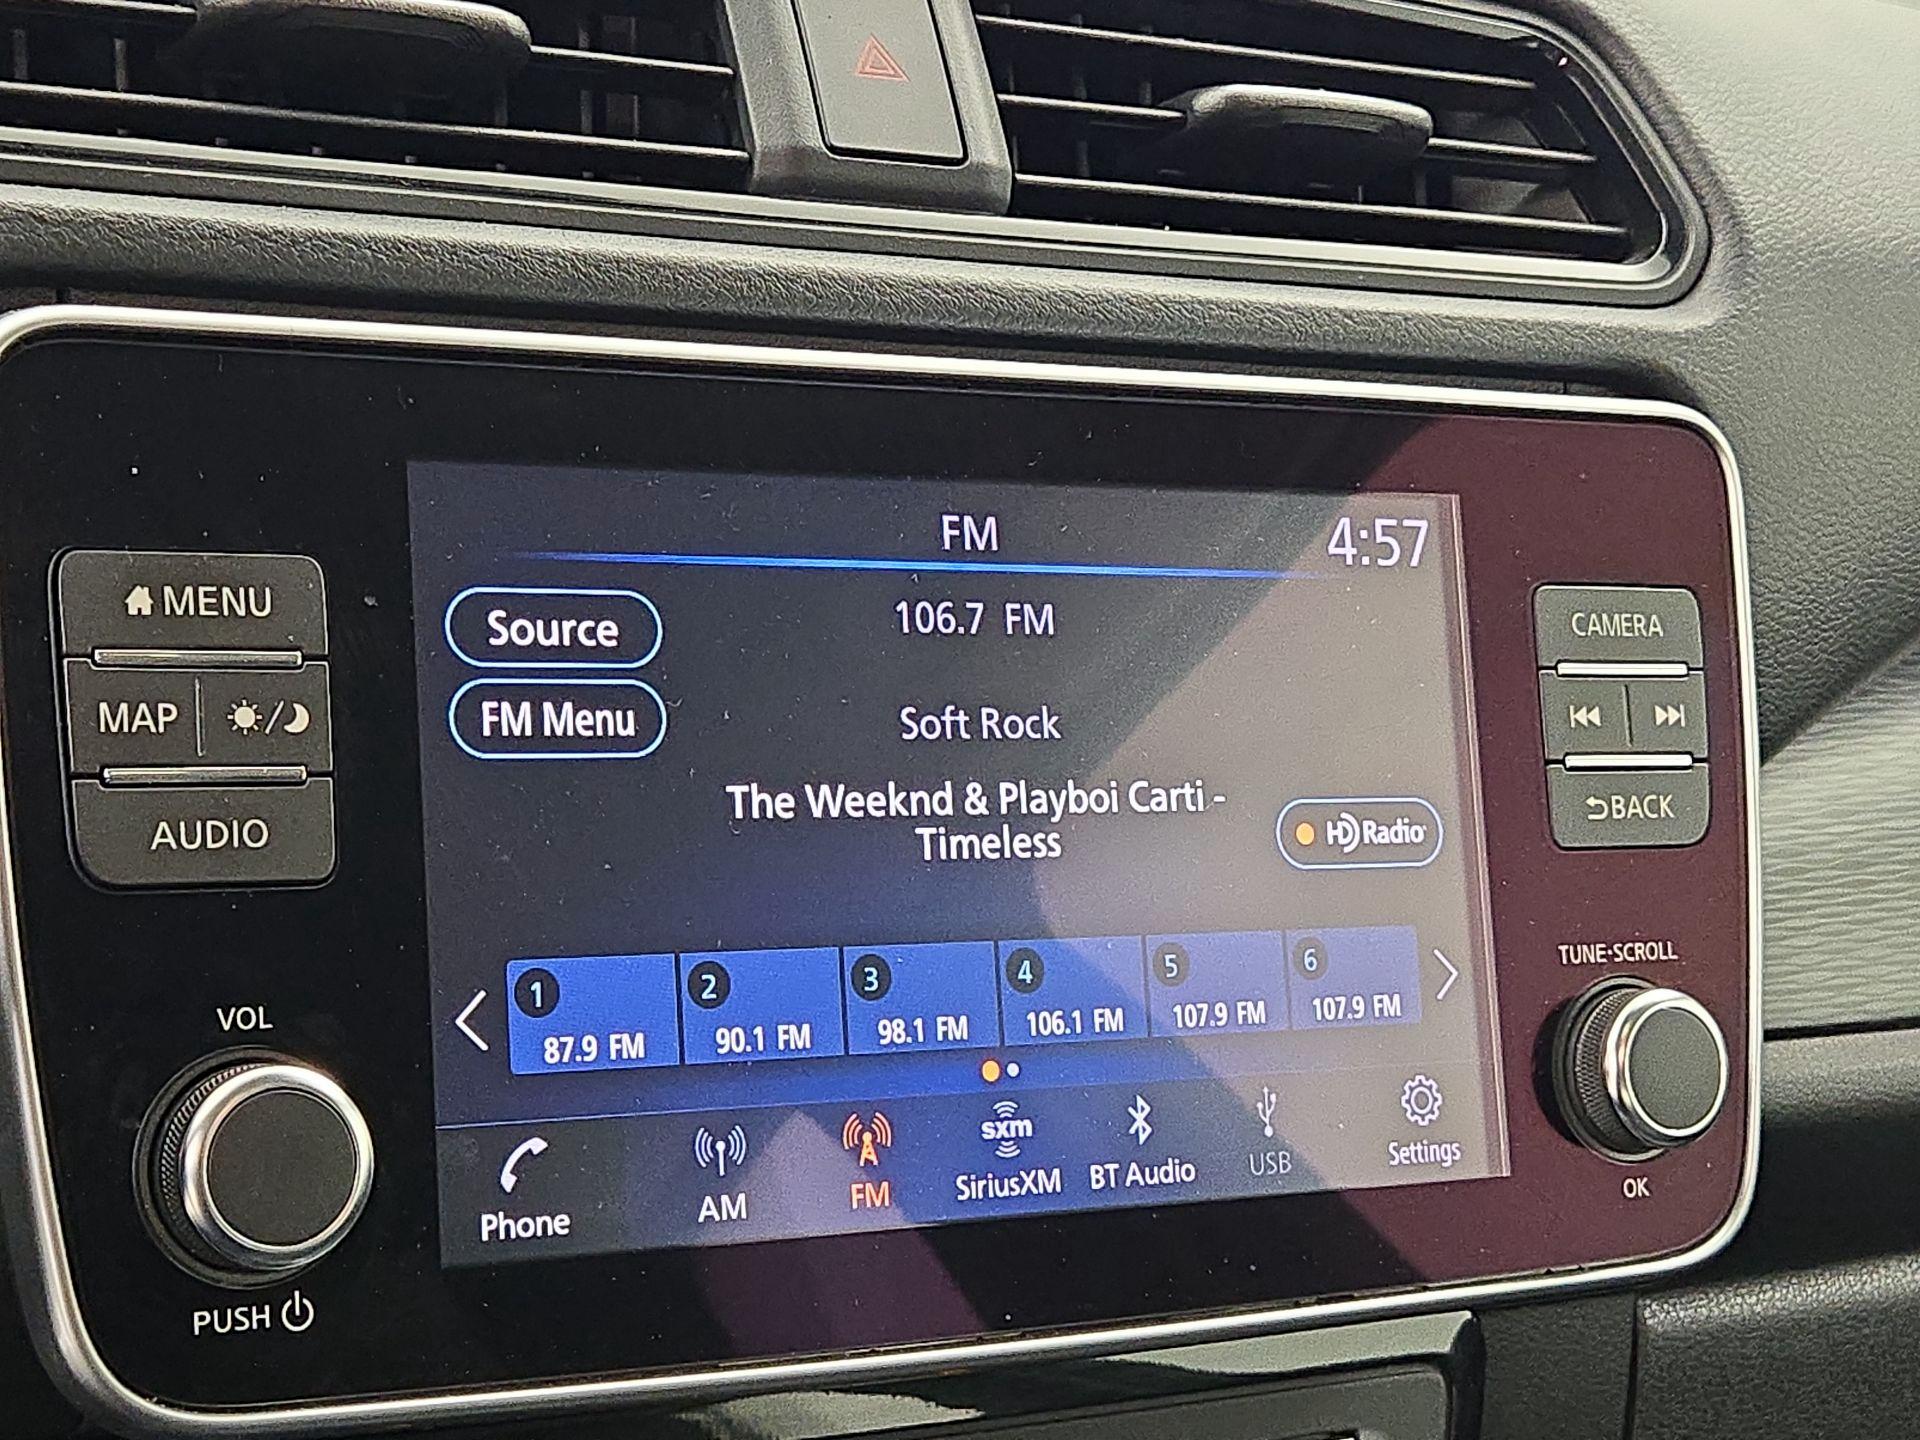 FM
4:57
MENU
Source
106.7 FM
CAMERA
MAP
FM Menu
Soft Rock
The Weeknd & Playboi Carti -
Timeless
HD Radio
BACK
AUDIO
TUNE·SCROLL
1
87.9 FM
2
90.1 FM
3
98.1 FM
4
106.1 FM
5
107.9 FM
6
107.9 FM
VOL
Phone
AM
FM
sxm
SiriusXM
BT Audio
USB
Settings
OK
PUSH